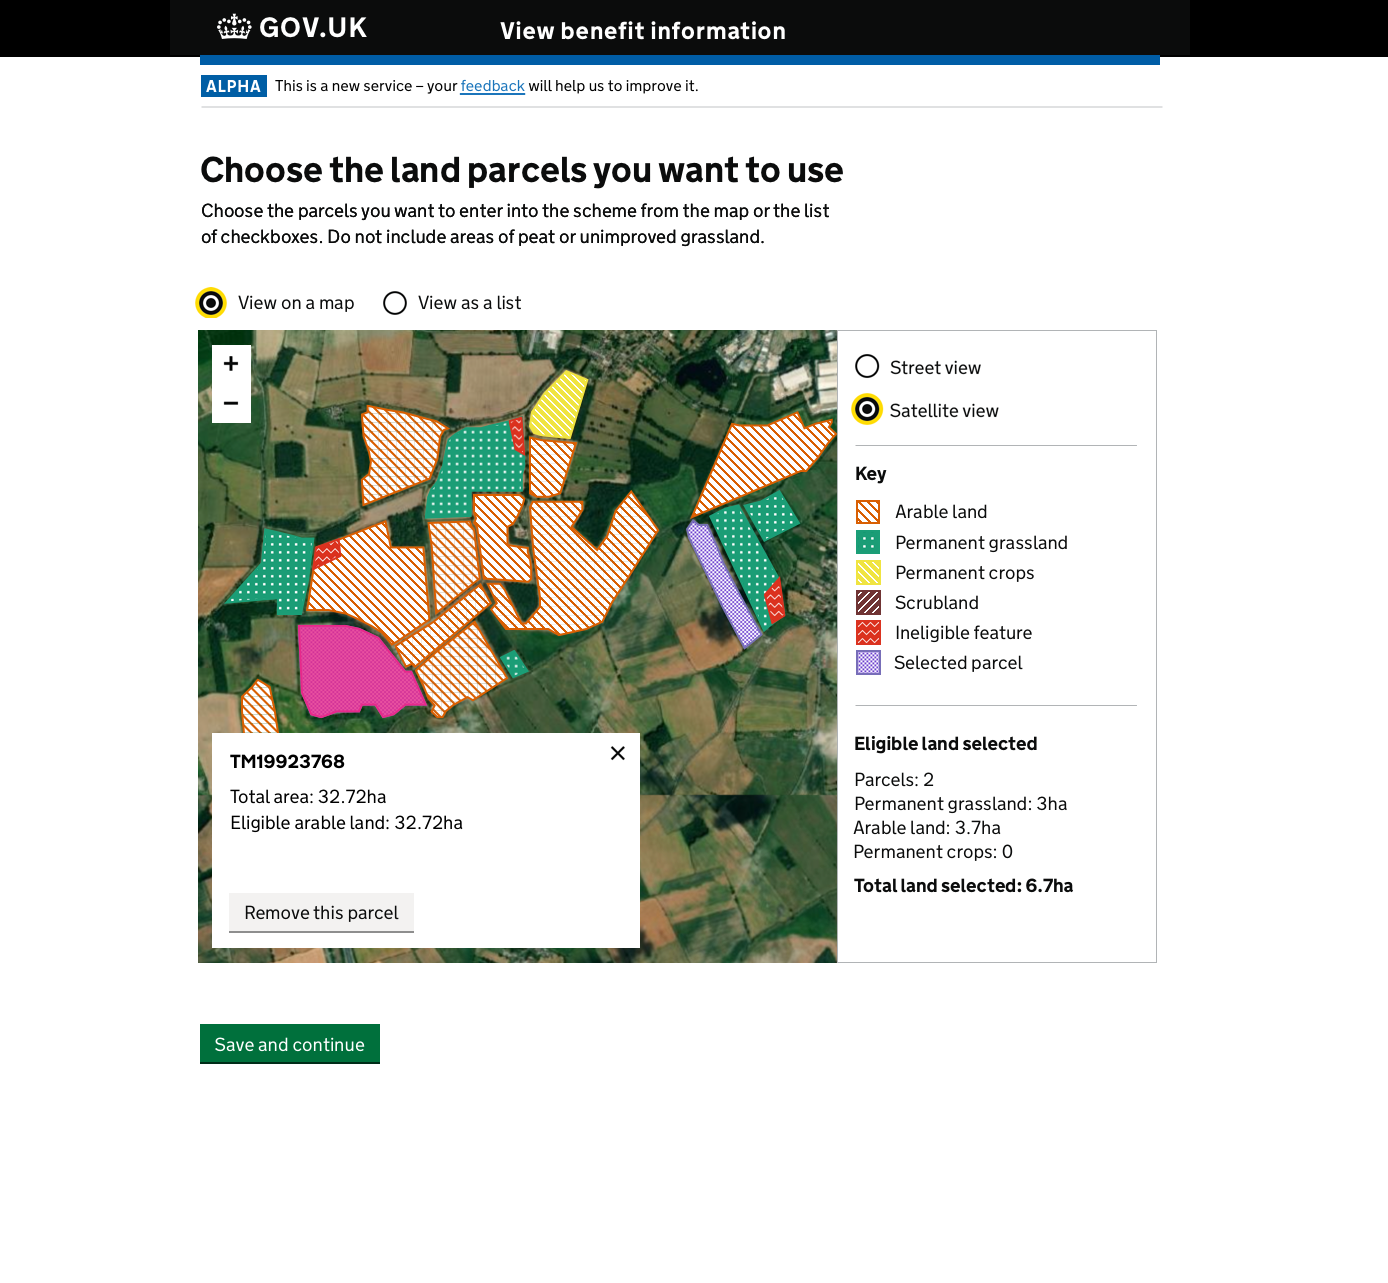 GOV.UK
View benefit information
ALPHA This is a new service – your feedback will help us to improve it.
Choose the land parcels you want to use
Choose the parcels you want to enter into the scheme from the map or the list
of checkboxes. Do not include areas of peat or unimproved grassland.
View on a map
View as a list
+
−
Street view
Satellite view
Key
Arable land
Permanent grassland
Permanent crops
Scrubland
Ineligible feature
Selected parcel
TM19923768
Total area: 32.72ha
Eligible arable land: 32.72ha
Remove this parcel
Eligible land selected
Parcels: 2
Permanent grassland: 3ha
Arable land: 3.7ha
Permanent crops: 0
Total land selected: 6.7ha
Save and continue